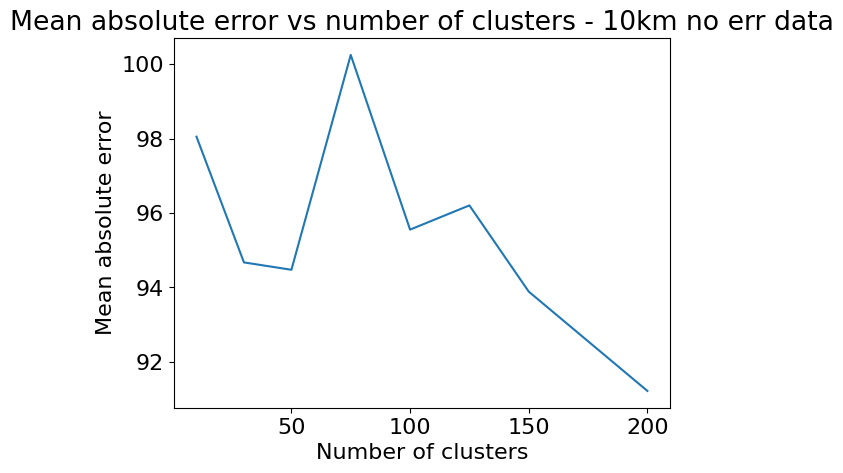 Mean absolute error vs number of clusters - 10km no err data
Mean absolute error
100
98
96
94
92
50 100 150 200
Number of clusters